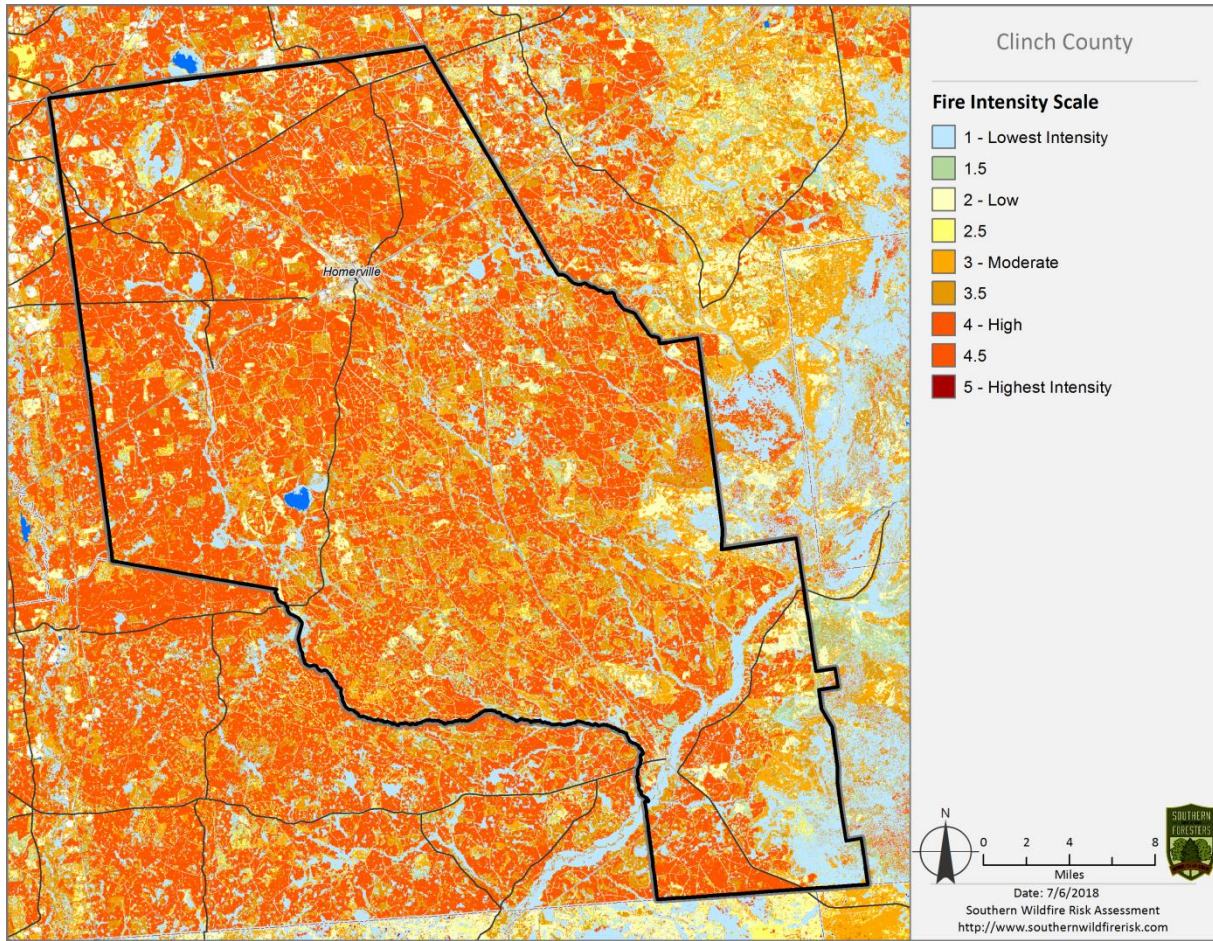 Clinch County
Fire Intensity Scale
1 - Lowest Intensity
1.5
2 - Low
2.5
3 - Moderate
3.5
4 - High
4.5
5 - Highest Intensity
Homerville
N
0 2 4 8
Miles
SOUTHERN
FORESTERS
Date: 7/6/2018
Southern Wildfire Risk Assessment
http://www.southernwildfirerisk.com